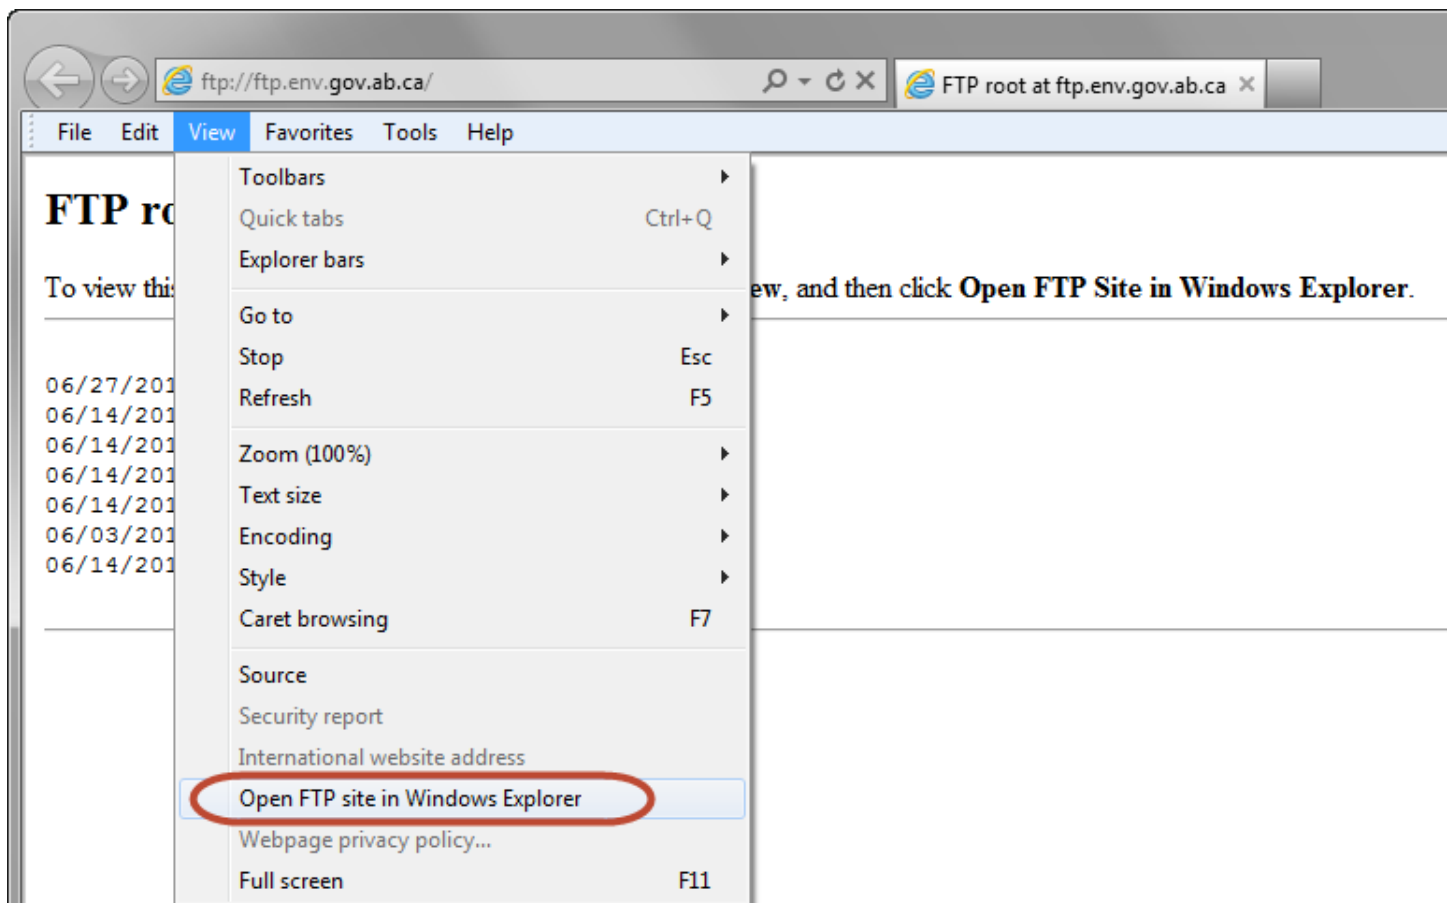 ftp://ftp.env.gov.ab.ca/
FTP root at ftp.env.gov.ab.ca
File Edit View Favorites Tools Help
Toolbars
FTP
Quick tabs Ctrl+Q
Explorer bars
To view this ew, and then click Open FTP Site in Windows Explorer.
Go to
Stop Esc
06/27/201
Refresh F5
06/14/201
06/14/201
Zoom (100%)
06/14/201
Text size
06/14/201
06/03/201
Encoding
06/14/201
Style
Caret browsing F7
Source
Security report
International website address
Open FTP site in Windows Explorer
Webpage privacy policy...
Full screen F11